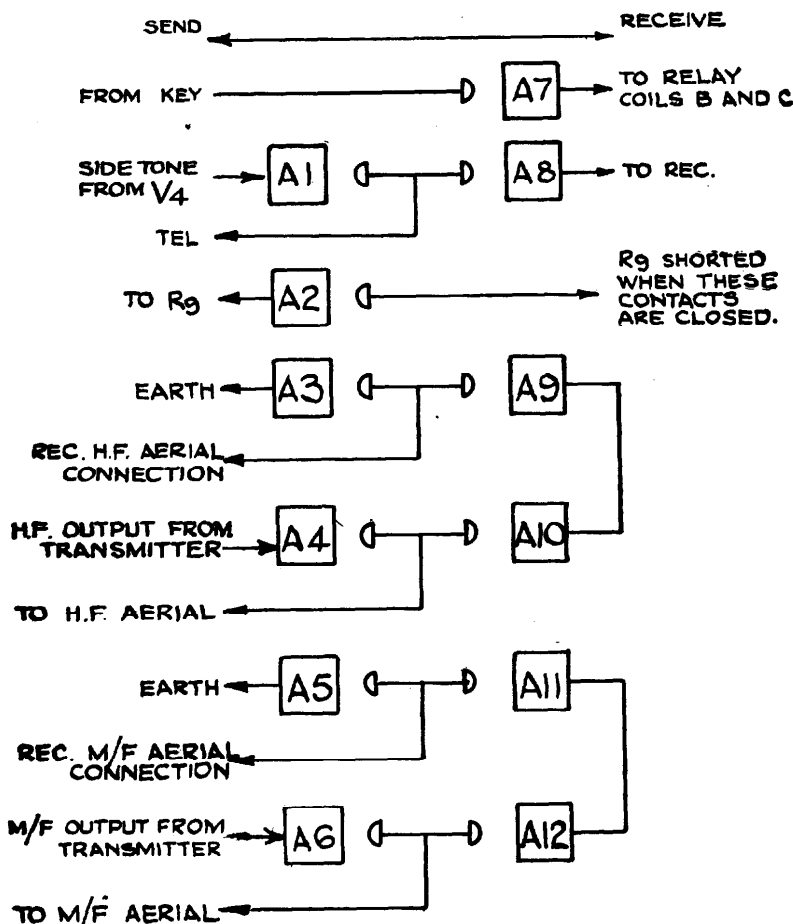 SEND
RECEIVE
FROM KEY
A7
TO RELAY
COILS B AND C
SIDE TONE
FROM V4
A1
A8
TO REC.
TEL
TO Rg
A2
Rg SHORTED
WHEN THESE
CONTACTS
ARE CLOSED.
EARTH
A3
A9
REC. H.F. AERIAL
CONNECTION
H.F. OUTPUT FROM
TRANSMITTER
A4
A10
TO H.F. AERIAL
EARTH
A5
A11
REC. M/F AERIAL
CONNECTION
M/F OUTPUT FROM
TRANSMITTER
A6
A12
TO M/F AERIAL